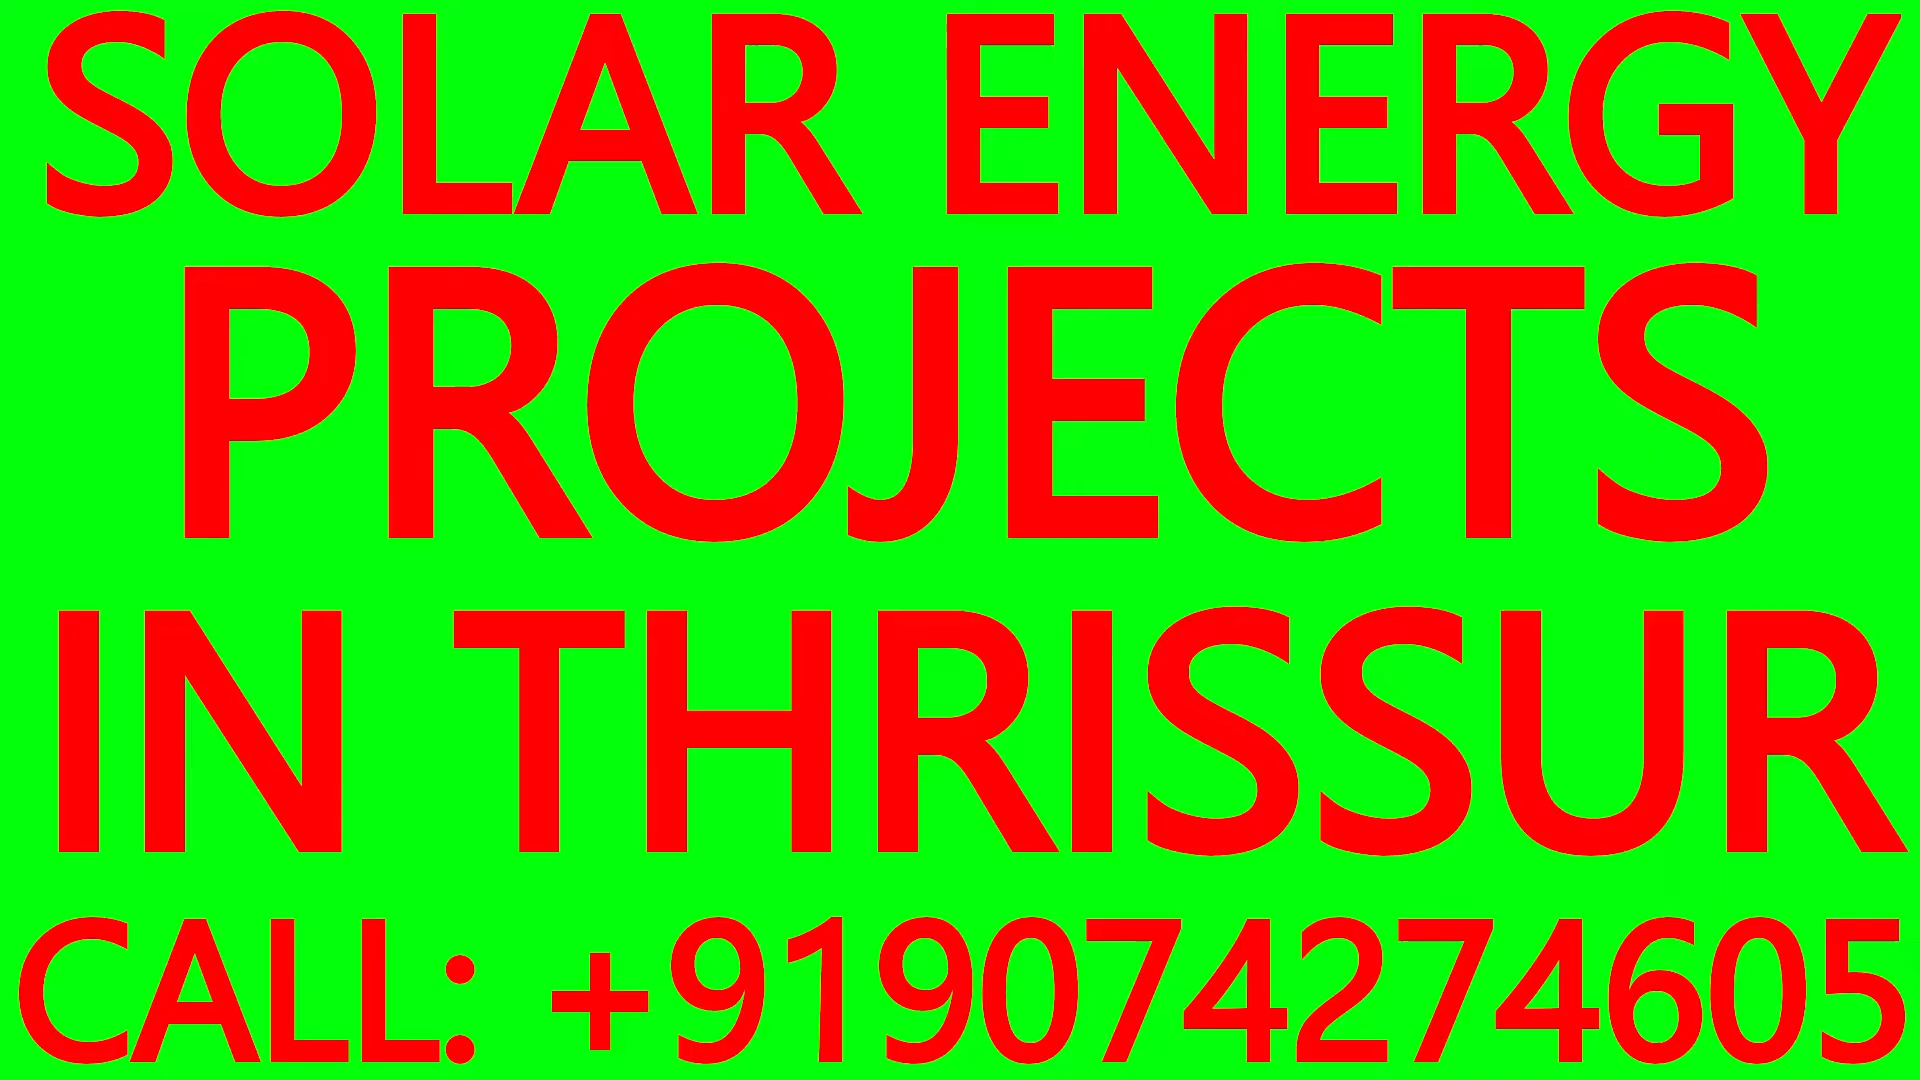 SOLAR ENERGY
PROJECTS
IN THRISSUR
CALL: +919074274605